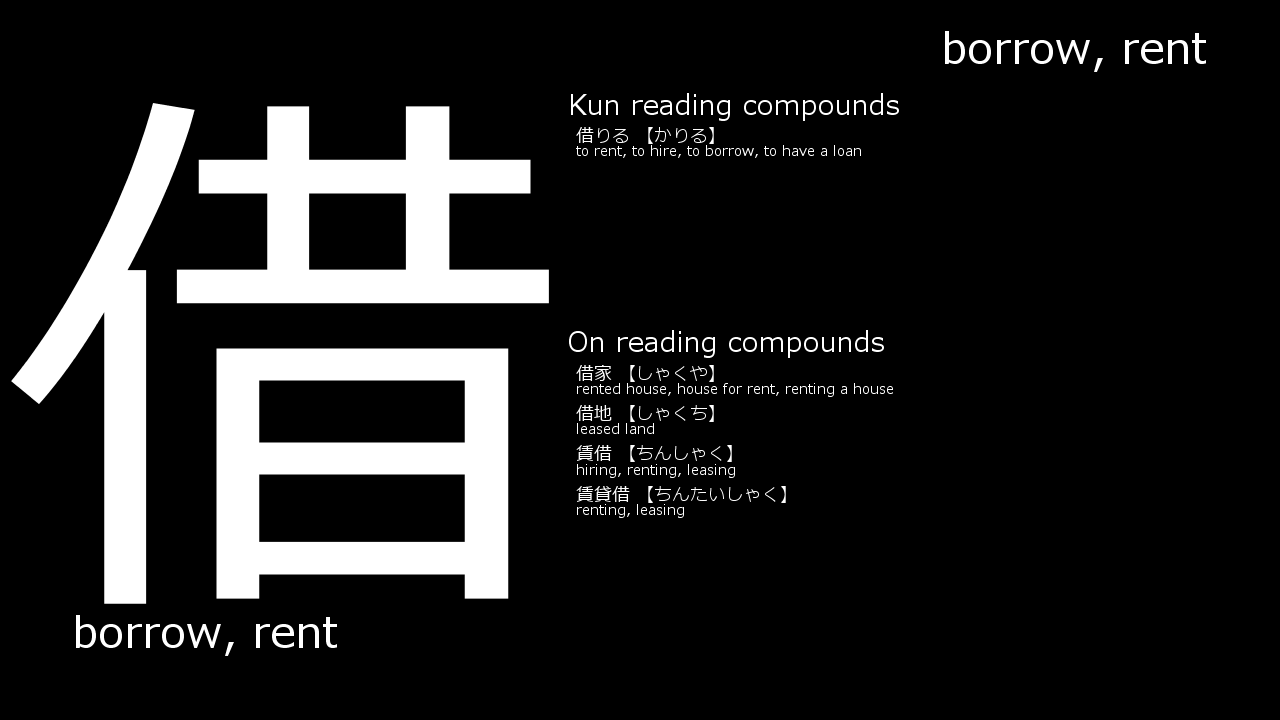 borrow, rent
借
Kun reading compounds
借りる 【かりる】
to rent, to hire, to borrow, to have a loan
On reading compounds
借家 【しゃくや】
rented house, house for rent, renting a house
借地 【しゃくち】
leased land
賃借 【ちんしゃく】
hiring, renting, leasing
賃貸借 【ちんたいしゃく】
renting, leasing
borrow, rent